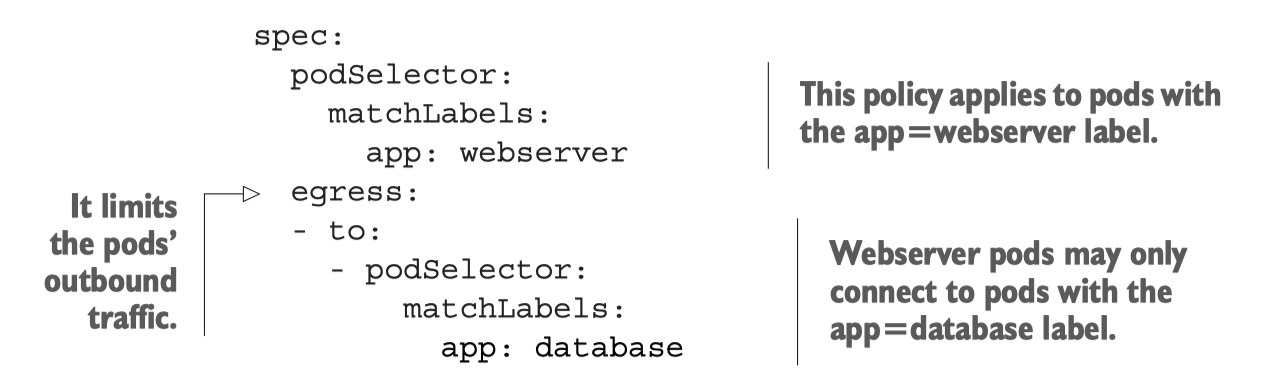 spec:
  podSelector:
    matchLabels:
      app: webserver
  egress:
  - to:
    - podSelector:
        matchLabels:
          app: database
This policy applies to pods with
the app=webserver label.
It limits
the pods’
outbound
traffic.
Webserver pods may only
connect to pods with the
app=database label.